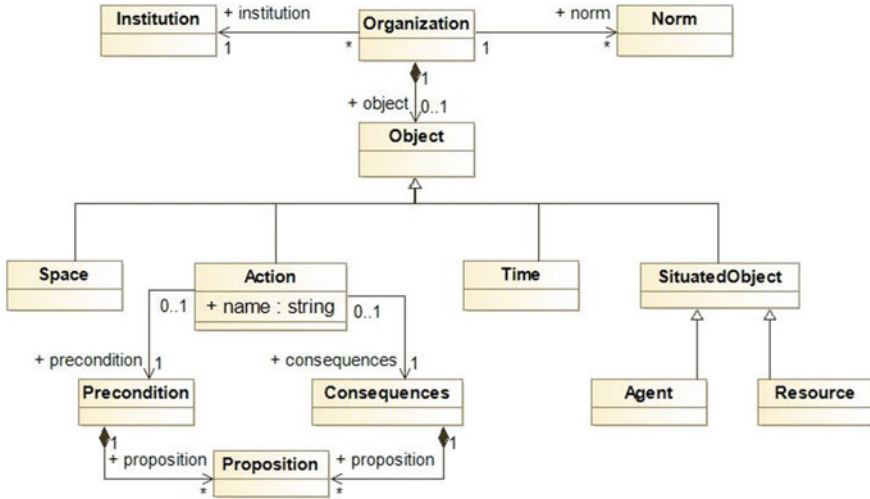 Institution
+ institution
1
*
Organization
1
+ norm
*
Norm
1
+ object
0..1
Object
Space
Action
+ name : string
Time
SituatedObject
0..1
0..1
+ precondition
1
+ consequences
1
Precondition
Consequences
Agent
Resource
1
+ proposition
*
Proposition
1
+ proposition
*